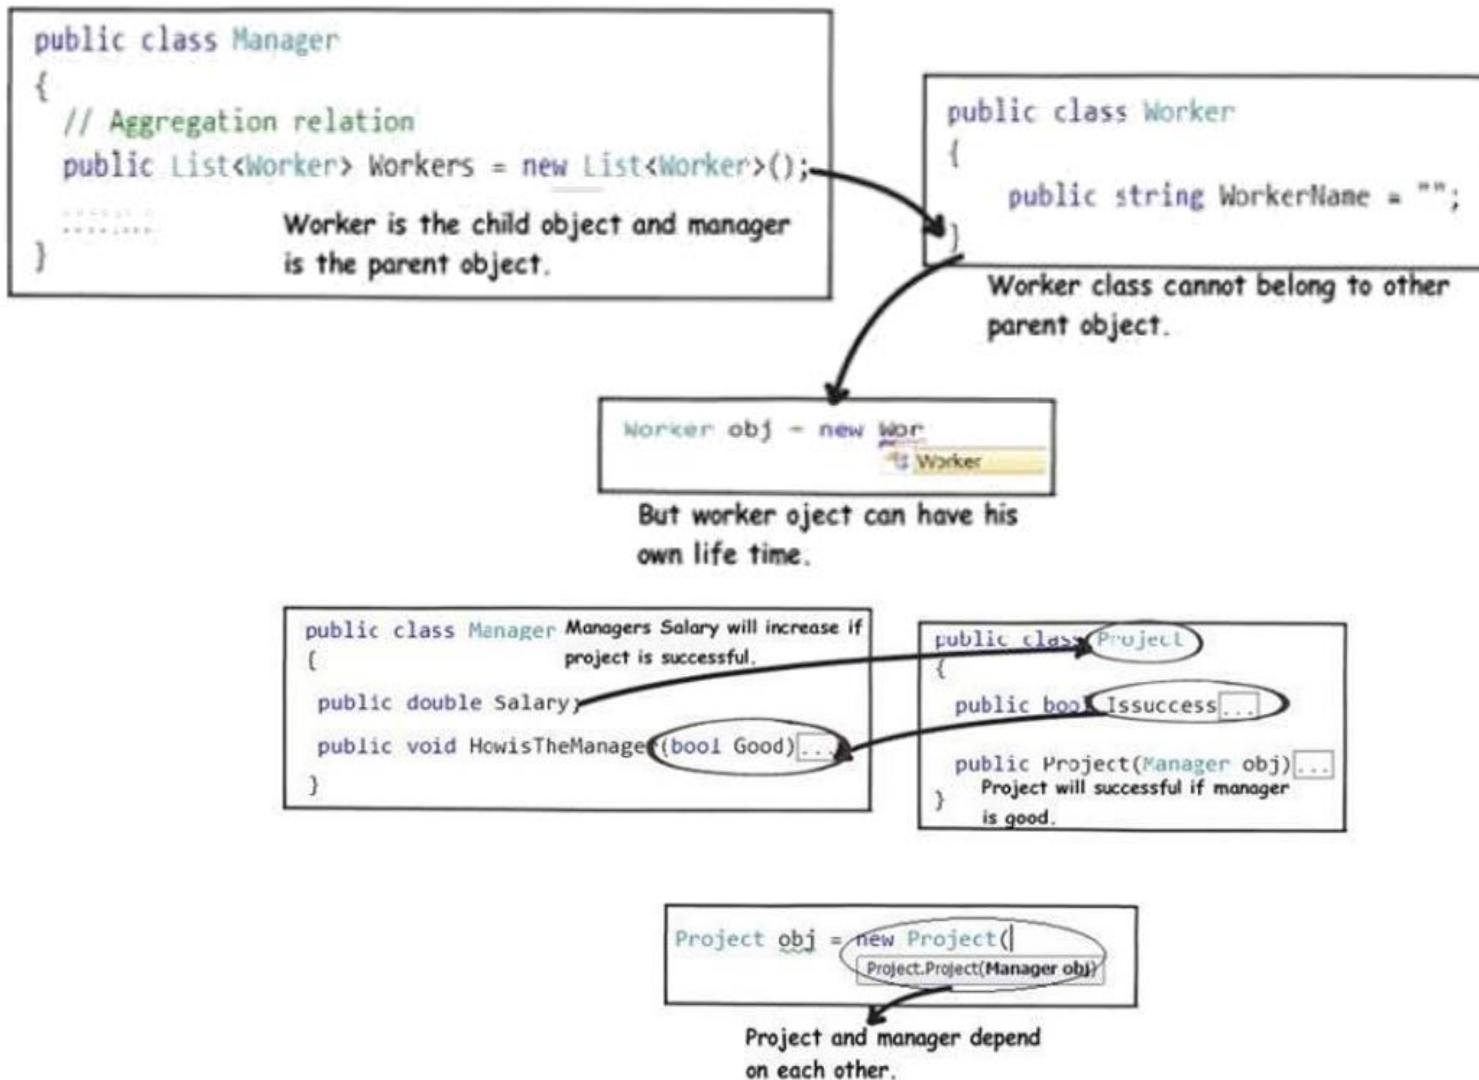 public class Manager
{
// Aggregation relation
public List<Worker> Workers = new List<Worker>();
Worker is the child object and manager
is the parent object.
}
public class Worker
{
public string WorkerName = "";
}
Worker class cannot belong to other
parent object.
Worker obj = new Wor
Worker
But worker oject can have his
own life time.
public class Manager
Managers Salary will increase if
project is successful.
{
public double Salary;
public void HowisTheManager(bool Good)...
}
public class Project
{
public bool Issuccess...
public Project(Manager obj)...
Project will successful if manager
is good.
}
Project obj = new Project(
Project.Project(Manager obj)
Project and manager depend
on each other.